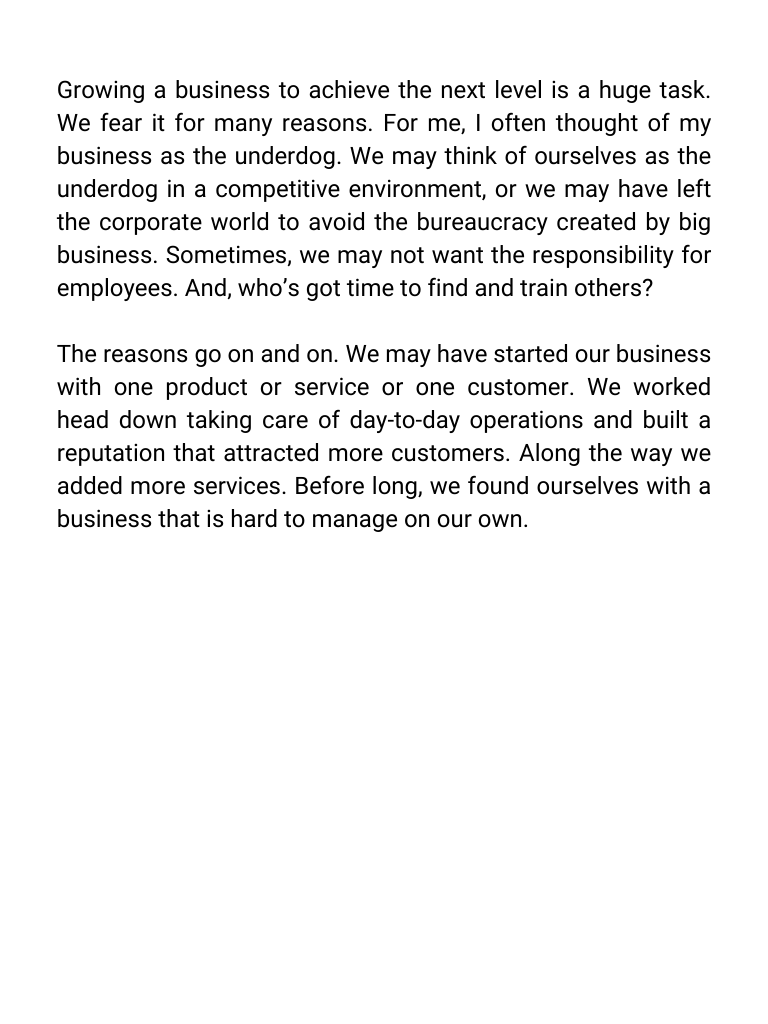 Growing a business to achieve the next level is a huge task.
We fear it for many reasons. For me, I often thought of my
business as the underdog. We may think of ourselves as the
underdog in a competitive environment, or we may have left
the corporate world to avoid the bureaucracy created by big
business. Sometimes, we may not want the responsibility for
employees. And, who’s got time to find and train others?
The reasons go on and on. We may have started our business
with one product or service or one customer. We worked
head down taking care of day-to-day operations and built a
reputation that attracted more customers. Along the way we
added more services. Before long, we found ourselves with a
business that is hard to manage on our own.